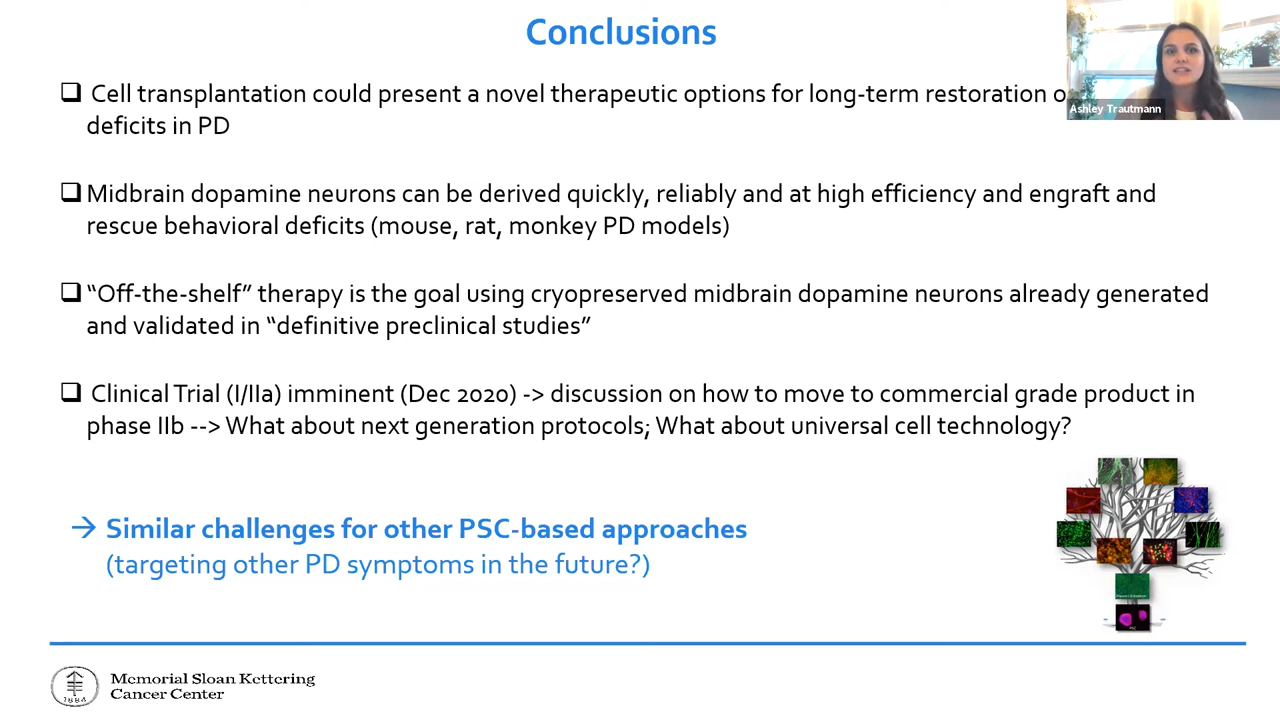 Conclusions
Cell transplantation could present a novel therapeutic options for long-term restoration
deficits in PD
Midbrain dopamine neurons can be derived quickly, reliably and at high efficiency and engraft and
rescue behavioral deficits (mouse, rat, monkey PD models)
“Off-the-shelf” therapy is the goal using cryopreserved midbrain dopamine neurons already generated
and validated in “definitive preclinical studies”
Clinical Trial (I/IIa) imminent (Dec 2020) -> discussion on how to move to commercial grade product in
phase IIb --> What about next generation protocols; What about universal cell technology?
→ Similar challenges for other PSC-based approaches
(targeting other PD symptoms in the future?)
Ashley Trautmann
PSC
1884
Memorial Sloan Kettering
Cancer Center